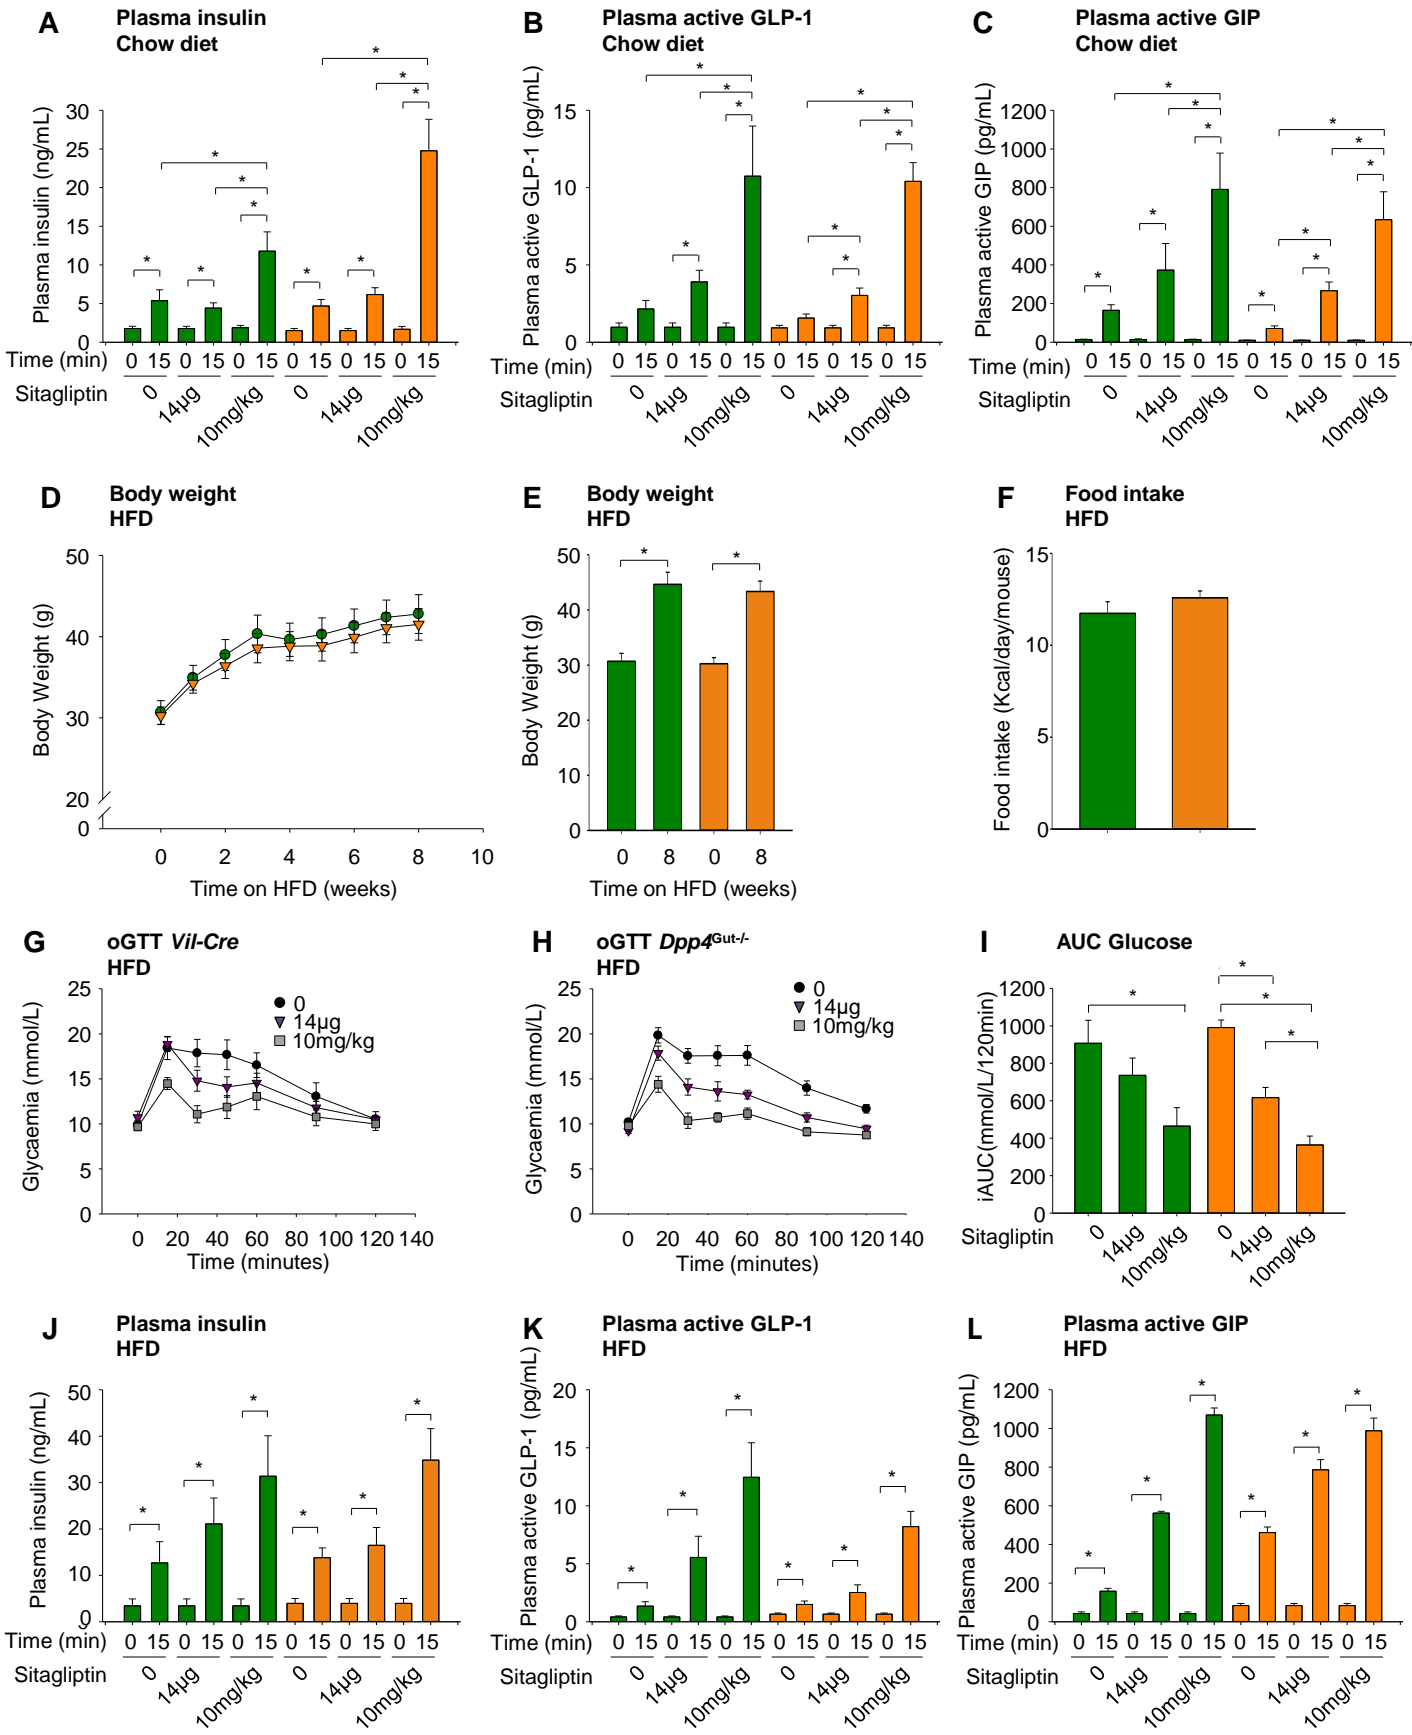 A
Plasma insulin
Chow diet
Plasma insulin (ng/mL)
30
25
20
15
10
5
0
* * * * * * * * * *
Time (min) 0 15 0 15 0 15 0 15 0 15 0 15
Sitagliptin 0 14µg 10mg/kg 0 14µg 10mg/kg
B
Plasma active GLP-1
Chow diet
Plasma active GLP-1 (pg/mL)
15
10
5
0
* * * * * * * * *
Time (min) 0 15 0 15 0 15 0 15 0 15 0 15
Sitagliptin 0 14µg 10mg/kg 0 14µg 10mg/kg
C
Plasma active GIP
Chow diet
Plasma active GIP (pg/mL)
1200
1000
800
600
400
200
0
* * * * * * * * * * *
Time (min) 0 15 0 15 0 15 0 15 0 15 0 15
Sitagliptin 0 14µg 10mg/kg 0 14µg 10mg/kg
D
Body weight
HFD
Body Weight (g)
50
40
30
20
0
0 2 4 6 8 10
Time on HFD (weeks)
E
Body weight
HFD
Body Weight (g)
50
40
30
20
10
0
* *
0 8 0 8
Time on HFD (weeks)
F
Food intake
HFD
Food intake (Kcal/day/mouse)
15
10
5
0
G
oGTT Vil-Cre
HFD
Glycaemia (mmol/L)
25
20
15
10
5
0
0
14µg
10mg/kg
0 20 40 60 80 100 120 140
Time (minutes)
H
oGTT Dpp4Gut-/-
HFD
Glycaemia (mmol/L)
25
20
15
10
5
0
0
14µg
10mg/kg
0 20 40 60 80 100 120 140
Time (minutes)
I
AUC Glucose
iAUC(mmol/L/120min)
1200
1000
800
600
400
200
0
* * * *
Sitagliptin 0 14µg 10mg/kg 0 14µg 10mg/kg
J
Plasma insulin
HFD
Plasma insulin (ng/mL)
50
40
30
20
10
0
* * * * * *
Time (min) 0 15 0 15 0 15 0 15 0 15 0 15
Sitagliptin 0 14µg 10mg/kg 0 14µg 10mg/kg
K
Plasma active GLP-1
HFD
Plasma active GLP-1 (pg/mL)
20
15
10
5
0
* * * * * *
Time (min) 0 15 0 15 0 15 0 15 0 15 0 15
Sitagliptin 0 14µg 10mg/kg 0 14µg 10mg/kg
L
Plasma active GIP
HFD
Plasma active GIP (pg/mL)
1200
1000
800
600
400
200
0
* * * * * *
Time (min) 0 15 0 15 0 15 0 15 0 15 0 15
Sitagliptin 0 14µg 10mg/kg 0 14µg 10mg/kg